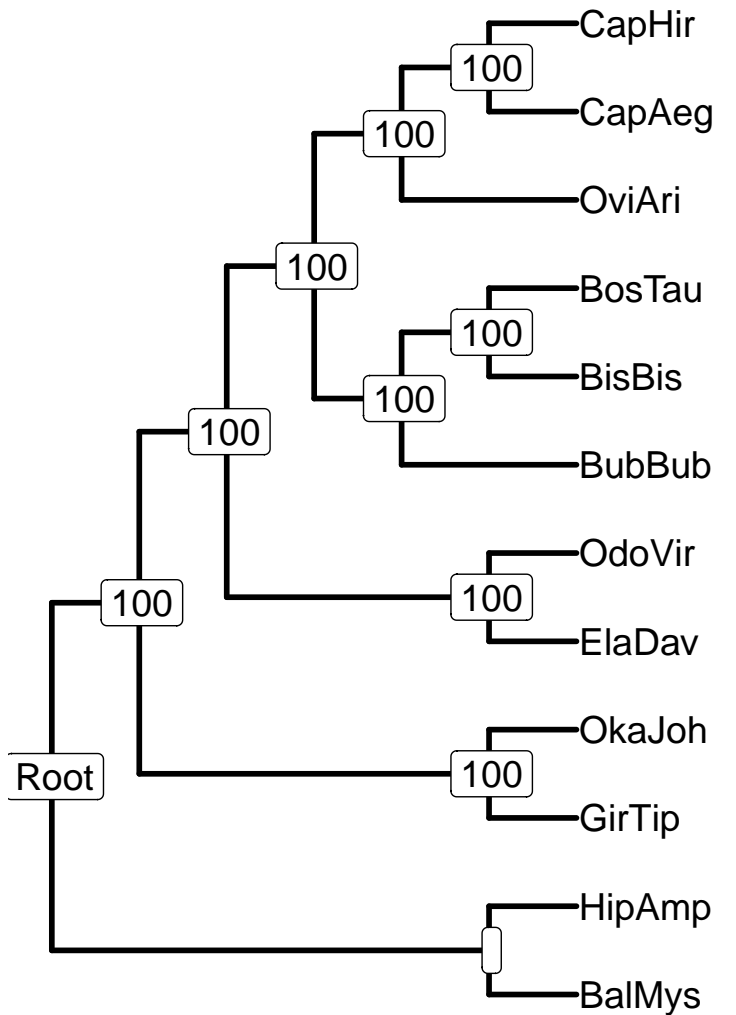 CapHir
100
CapAeg
100
OviAri
100
BosTau
100
BisBis
100
100
BubBub
OdoVir
100
100
ElaDav
OkaJoh
Root
100
GirTip
HipAmp
BalMys